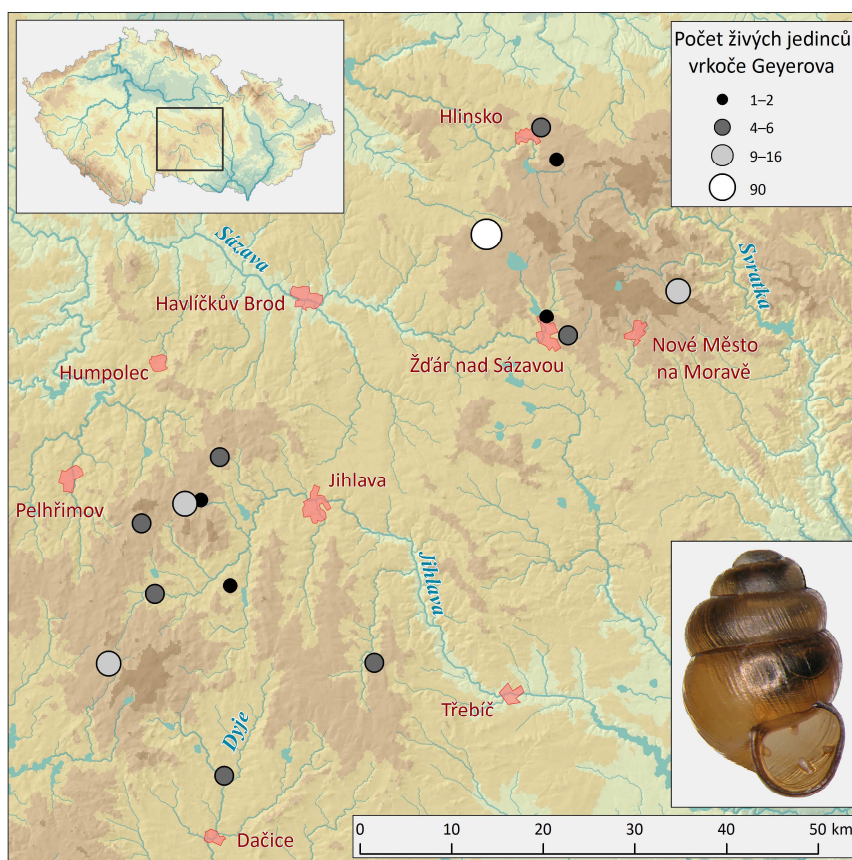 Počet živých jedinců
vrkoče Geyerova
1–2
4–6
9–16
90
Hlinsko
Sázava
Svratka
Havlíčkův Brod
Žďár nad Sázavou
Nové Město
na Moravě
Humpolec
Pelhřimov
Jihlava
Jihlava
Třebíč
Dyje
Dačice
0 10 20 30 40 50 km